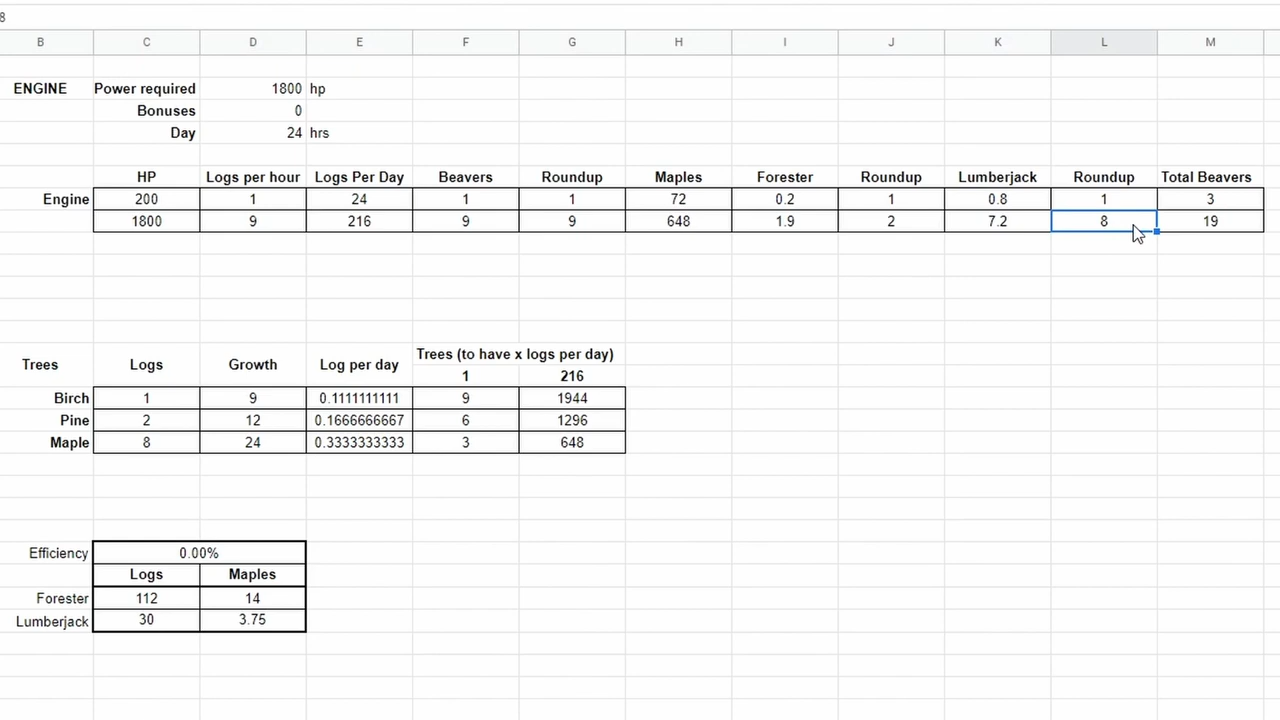 8
B C D E F G H I J K L M
ENGINE Power required 1800 hp
Bonuses 0
Day 24 hrs
HP Logs per hour Logs Per Day Beavers Roundup Maples Forester Roundup Lumberjack Roundup Total Beavers
Engine 200 1 24 1 1 72 0.2 1 0.8 1 3
1800 9 216 9 9 648 1.9 2 7.2 8 19
Trees Logs Growth Log per day Trees (to have x logs per day)
1 216
Birch 1 9 0.1111111111 9 1944
Pine 2 12 0.1666666667 6 1296
Maple 8 24 0.3333333333 3 648
Efficiency 0.00%
Logs Maples
Forester 112 14
Lumberjack 30 3.75